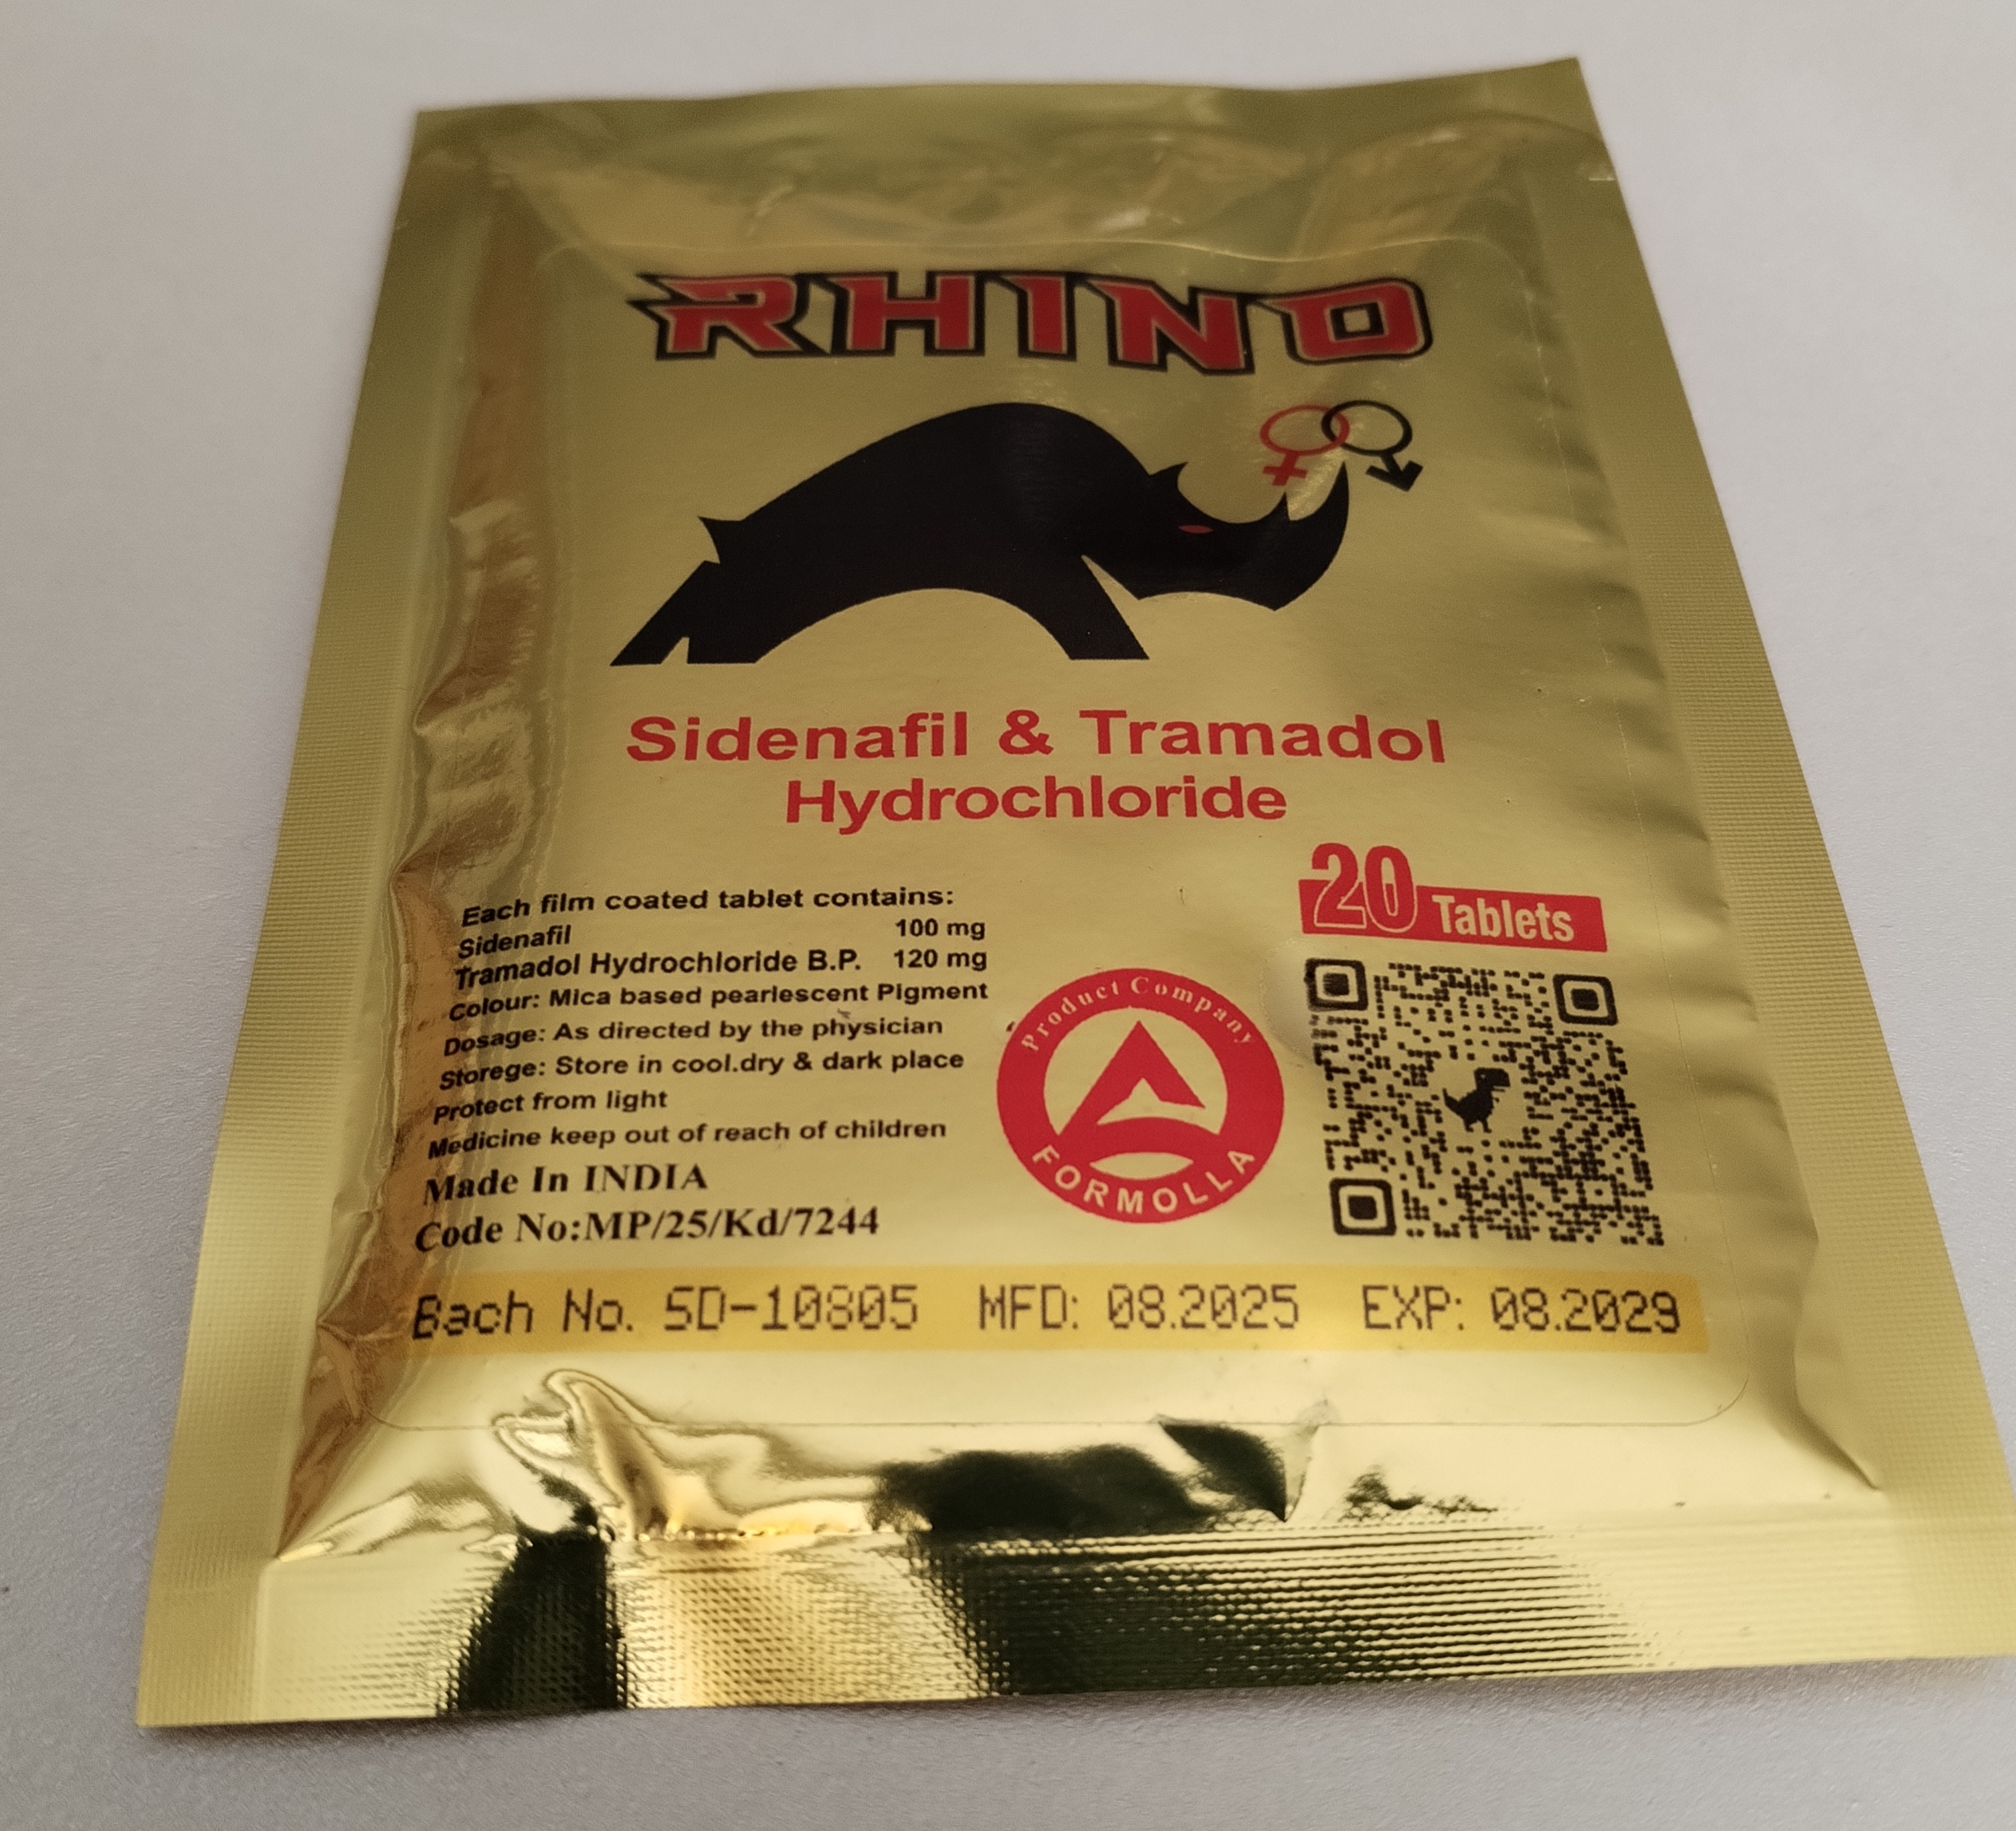 RHINO
Sidenafil & Tramadol
Hydrochloride
20 Tablets
Each film coated tablet contains:
Sidenafil 100 mg
Tramadol Hydrochloride B.P. 120 mg
Colour: Mica based pearlescent Pigment
Dosage: As directed by the physician
Storege: Store in cool.dry & dark place
Protect from light
Medicine keep out of reach of children
Made In INDIA
Code No:MP/25/Kd/7244
Product Company
FORMOLLA
Bach No. SD-10805 MFD: 08.2025 EXP: 08.2029